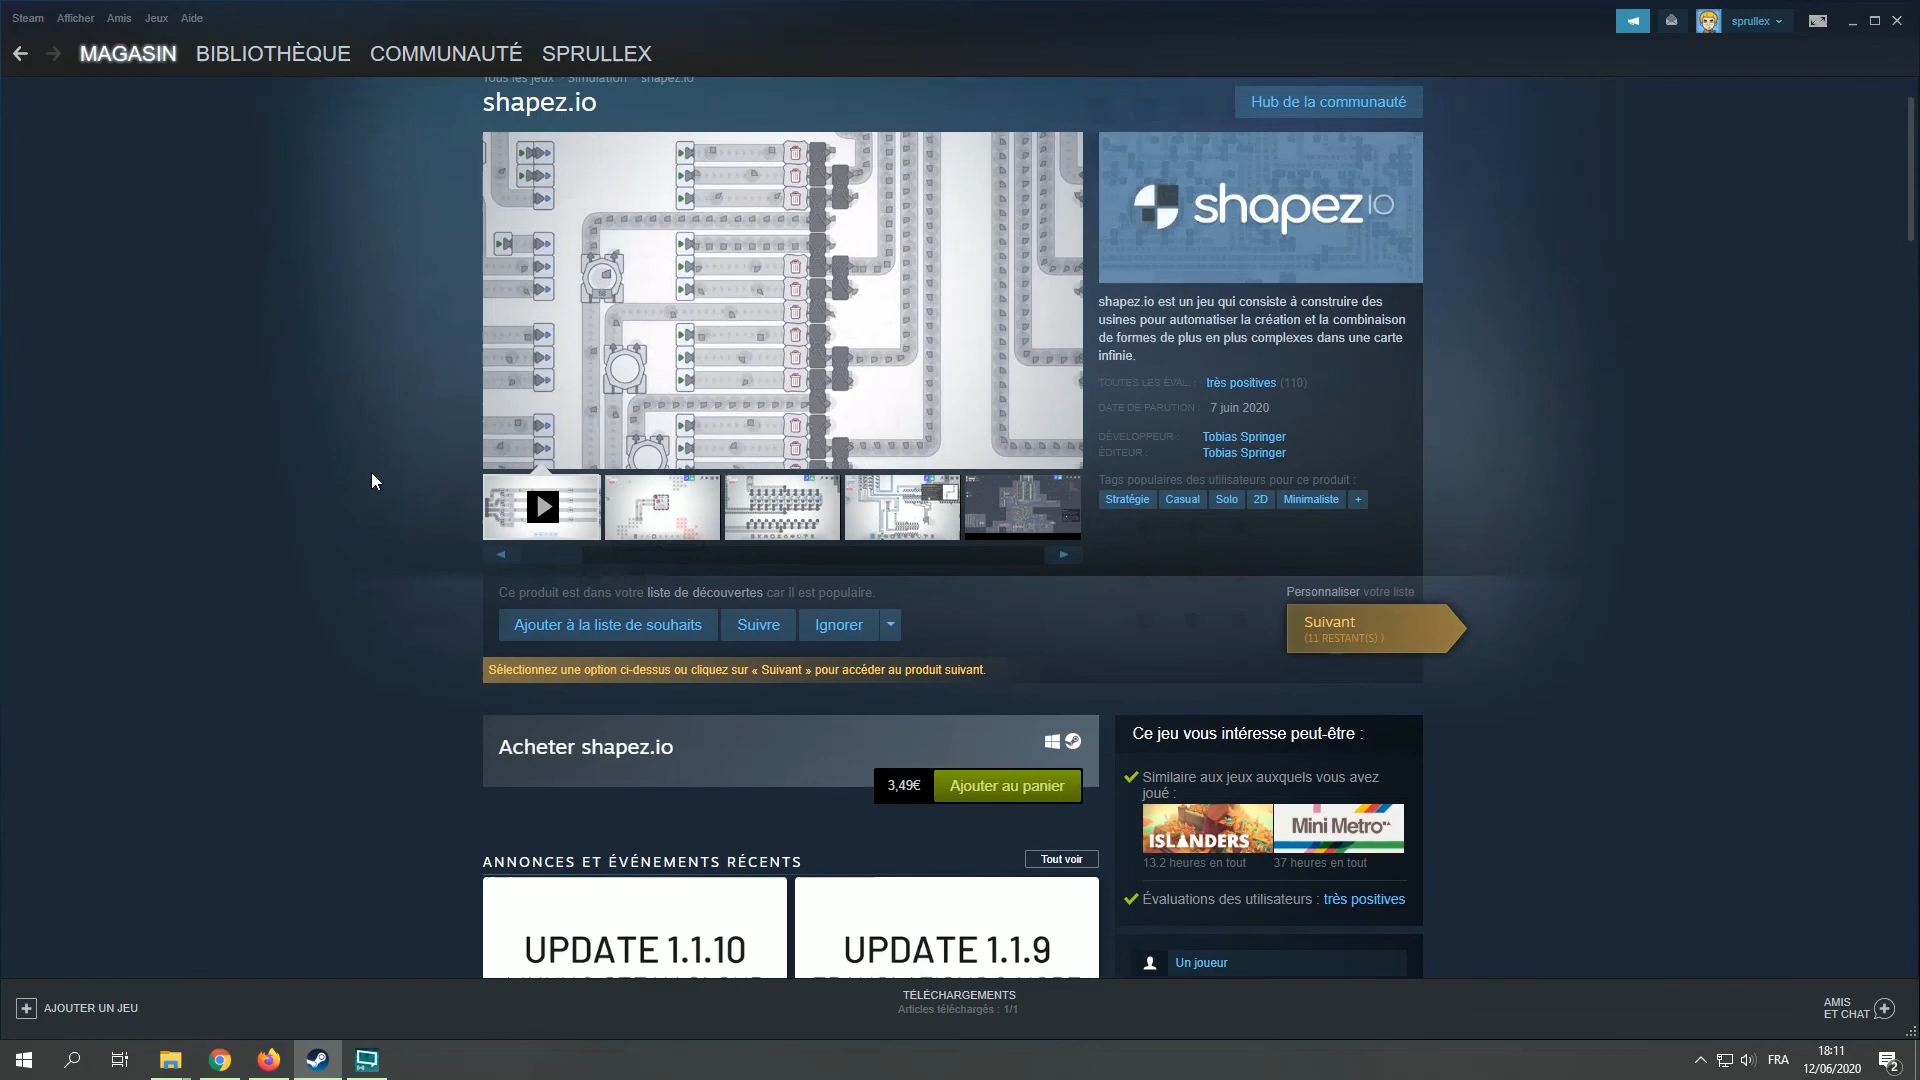 Steam Afficher Amis Jeux Aide
sprullex
MAGASIN BIBLIOTHÈQUE COMMUNAUTÉ SPRULLEX
Tous les jeux Simulation shapez.io
shapez.io
Hub de la communauté
shapez IO
shapez.io est un jeu qui consiste à construire des
usines pour automatiser la création et la combinaison
de formes de plus en plus complexes dans une carte
infinie.
TOUTES LES ÉVAL. : très positives (110)
DATE DE PARUTION : 7 juin 2020
DÉVELOPPEUR : Tobias Springer
ÉDITEUR : Tobias Springer
Tags populaires des utilisateurs pour ce produit :
Stratégie Casual Solo 2D Minimaliste +
Ce produit est dans votre liste de découvertes car il est populaire.
Personnaliser votre liste
Ajouter à la liste de souhaits Suivre Ignorer
Suivant
(11 RESTANT(S) )
Sélectionnez une option ci-dessus ou cliquez sur « Suivant » pour accéder au produit suivant.
Acheter shapez.io
3,49€ Ajouter au panier
Ce jeu vous intéresse peut-être :
Similaire aux jeux auxquels vous avez
joué :
ISLANDERS Mini Metro
13.2 heures en tout 37 heures en tout
Évaluations des utilisateurs : très positives
ANNONCES ET ÉVÉNEMENTS RÉCENTS
Tout voir
UPDATE 1.1.10
UPDATE 1.1.9
Un joueur
AJOUTER UN JEU
TÉLÉCHARGEMENTS
Articles téléchargés : 1/1
AMIS
ET CHAT
FRA
18:11
12/06/2020
2